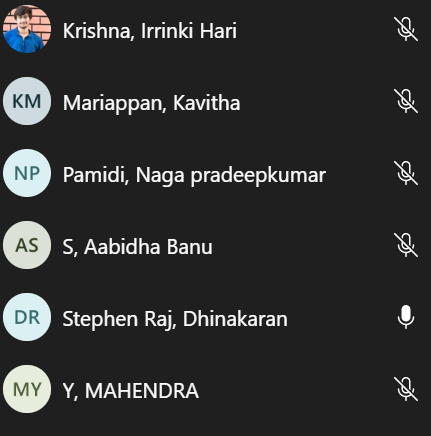 Krishna, Irrinki Hari
KM Mariappan, Kavitha
NP Pamidi, Naga pradeepkumar
AS S, Aabidha Banu
DR Stephen Raj, Dhinakaran
MY Y, MAHENDRA